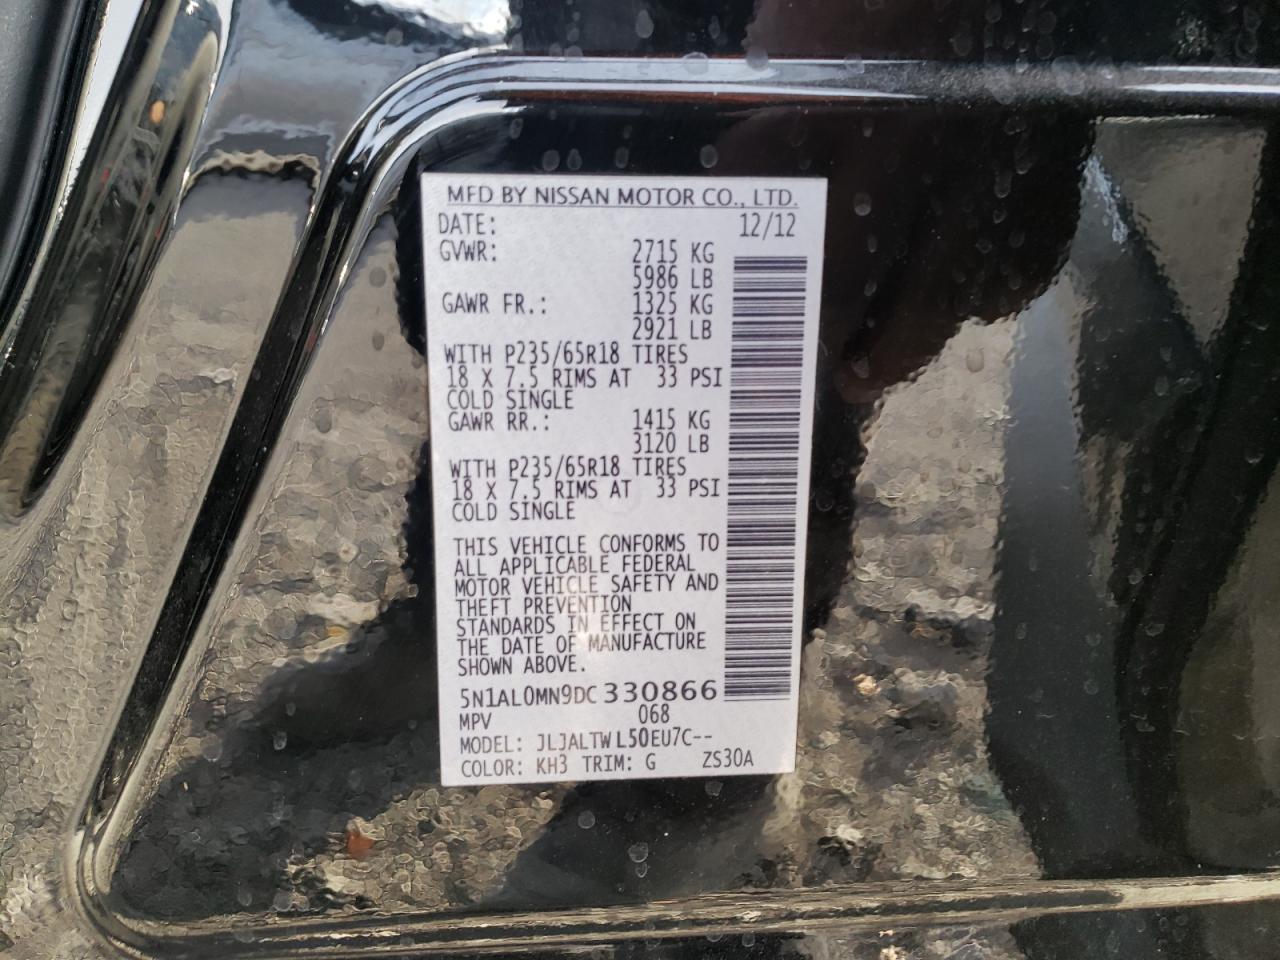 MFD BY NISSAN MOTOR CO., LTD.
DATE: 12/12
GVWR: 2715 KG
5986 LB
GAWR FR.: 1325 KG
2921 LB
WITH P235/65R18 TIRES
18 X 7.5 RIMS AT 33 PSI
COLD SINGLE
GAWR RR.: 1415 KG
3120 LB
WITH P235/65R18 TIRES
18 X 7.5 RIMS AT 33 PSI
COLD SINGLE
THIS VEHICLE CONFORMS TO
ALL APPLICABLE FEDERAL
MOTOR VEHICLE SAFETY AND
THEFT PREVENTION
STANDARDS IN EFFECT ON
THE DATE OF MANUFACTURE
SHOWN ABOVE.
5N1AL0MN9DC330866
MPV 068
MODEL: JLJALTWL50EU7C--
COLOR: KH3 TRIM: G ZS30A